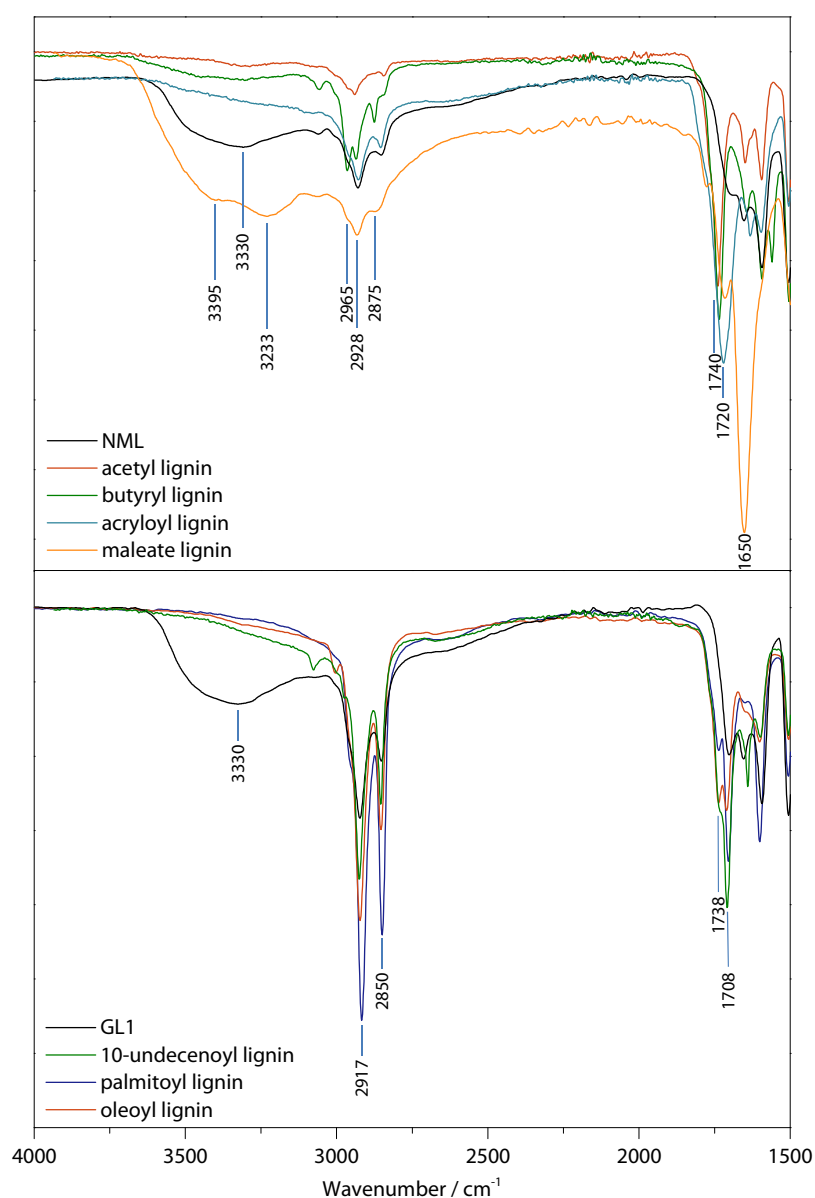 3395
3330
3233
2965
2928
2875
1740
1720
1650
NML
acetyl lignin
butyryl lignin
acryloyl lignin
maleate lignin
3330
2917
2850
1738
1708
GL1
10-undecenoyl lignin
palmitoyl lignin
oleoyl lignin
4000 3500 3000 2500 2000 1500
Wavenumber / cm⁻¹